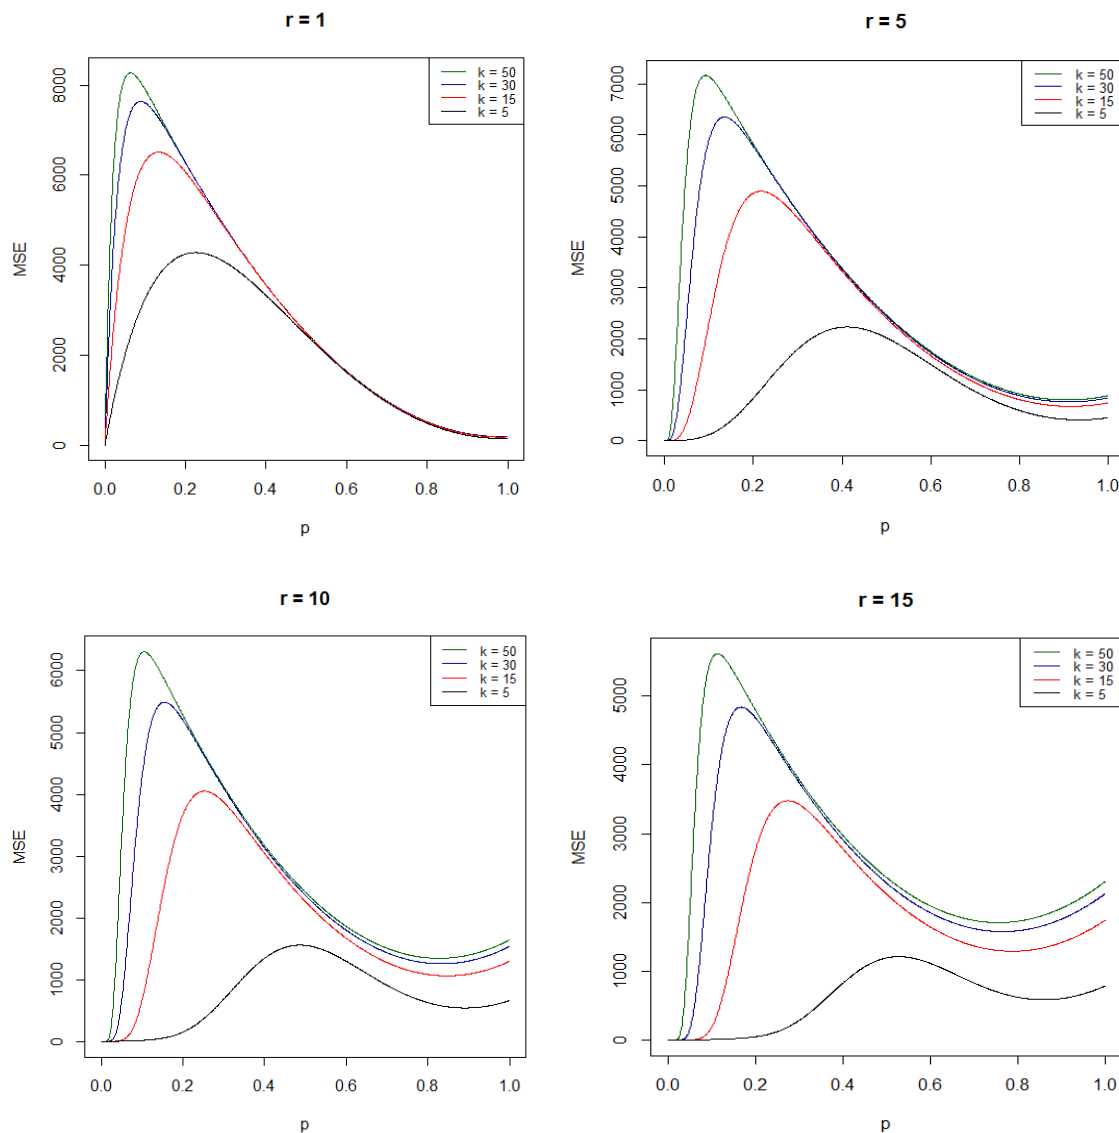 r = 1
k = 50
k = 30
k = 15
k = 5
MSE
0 2000 4000 6000 8000
0.0 0.2 0.4 0.6 0.8 1.0
p
r = 5
k = 50
k = 30
k = 15
k = 5
MSE
0 1000 2000 3000 4000 5000 6000 7000
0.0 0.2 0.4 0.6 0.8 1.0
p
r = 10
k = 50
k = 30
k = 15
k = 5
MSE
0 1000 2000 3000 4000 5000 6000
0.0 0.2 0.4 0.6 0.8 1.0
p
r = 15
k = 50
k = 30
k = 15
k = 5
MSE
0 1000 2000 3000 4000 5000
0.0 0.2 0.4 0.6 0.8 1.0
p